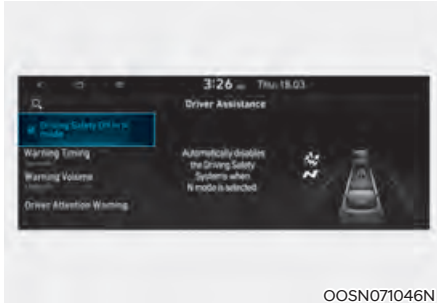 3:26 Thu. 18.03
Driver Assistance
Driving Safety Off in N
mode
Warning Timing
Warning Volume
Driver Attention Warning
Automatically disables
the Driving Safety
Systems when
N mode is selected.
OOSN071046N